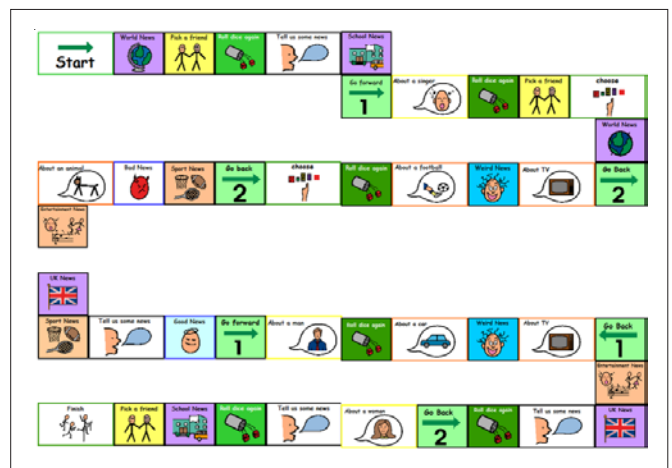 Start
World News
Pick a friend
Roll dice again
Tell us some news
School News
Go forward
1
About a singer
Roll dice again
Pick a friend
choose
World News
About an animal
Bad News
Sport News
Go back
2
choose
Roll dice again
About a football
Weird News
About TV
Go Back
2
Entertainment News
UK News
Sport News
Tell us some news
Good News
Go forward
1
About a man
Roll dice again
About a car
Weird News
About TV
Go Back
1
Entertainment News
Finish
Pick a friend
School News
Roll dice again
Tell us some news
About a woman
Go Back
2
Roll dice again
Tell us some news
UK News